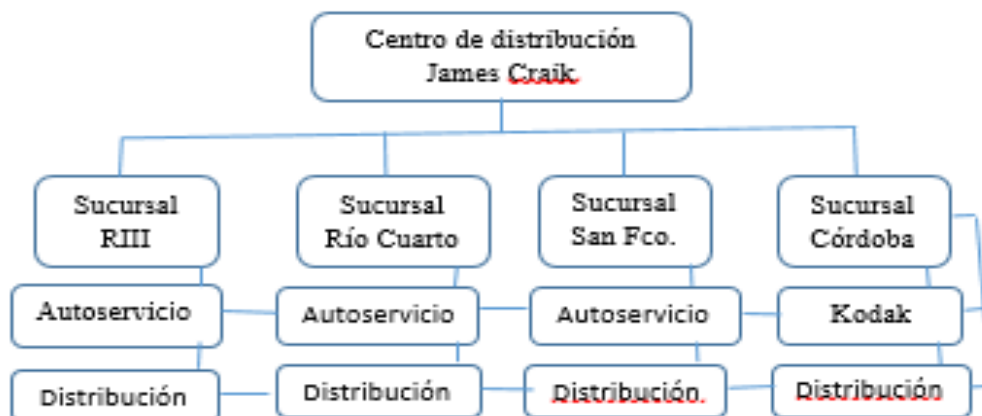 Centro de distribución
James Craik
Sucursal
RIII
Sucursal
Río Cuarto
Sucursal
San Fco.
Sucursal
Córdoba
Autoservicio
Autoservicio
Autoservicio
Kodak
Distribución
Distribución
Distribución.
Distribución